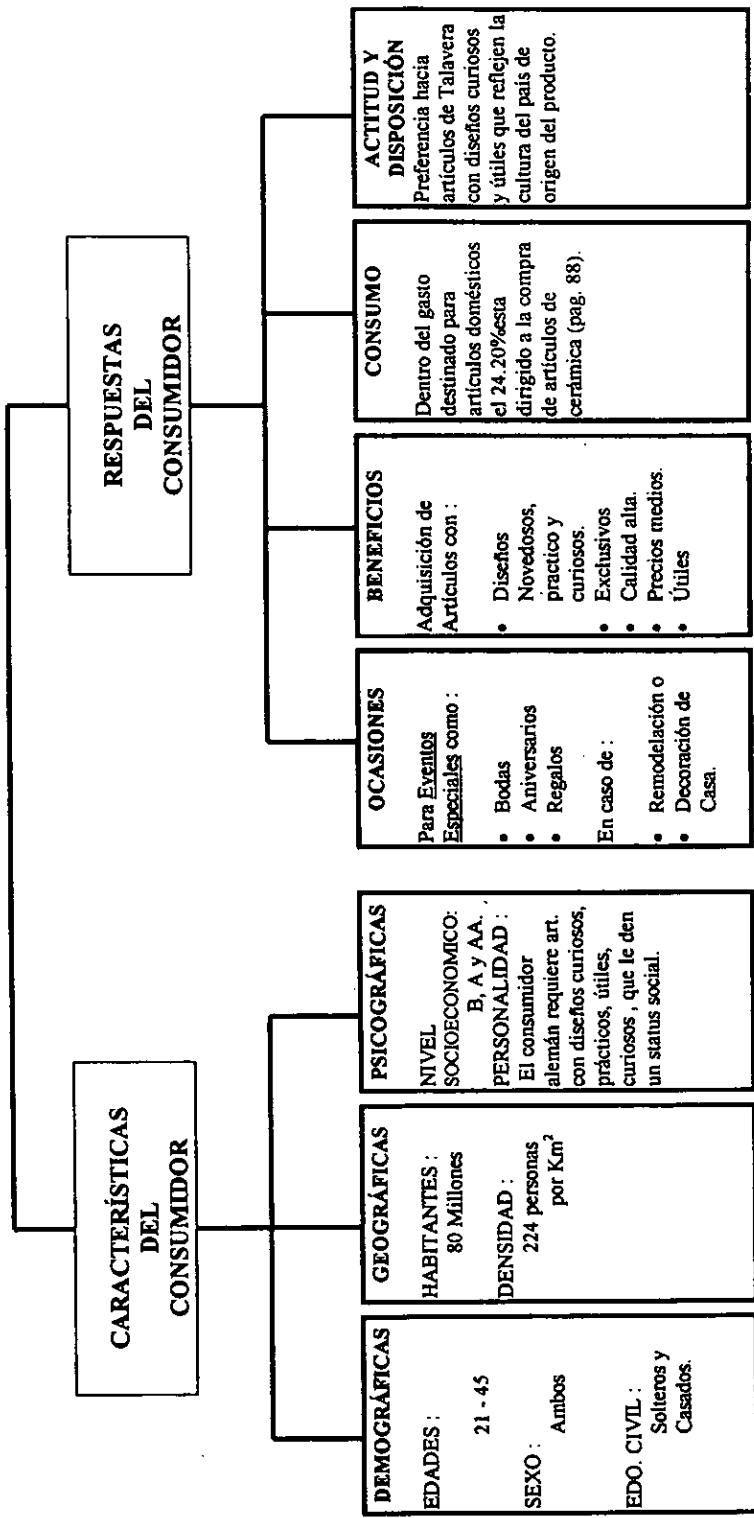 CARACTERÍSTICAS
DEL
CONSUMIDOR
RESPUESTAS
DEL
CONSUMIDOR
DEMOGRÁFICAS
EDADES :
21 - 45
SEXO :
Ambos
EDO. CIVIL :
Solteros y
Casados.
GEOGRÁFICAS
HABITANTES :
80 Millones
DENSIDAD :
224 personas
por Km²
PSICOGRÁFICAS
NIVEL
SOCIOECONOMICO:
B, A y AA.
PERSONALIDAD :
El consumidor
alemán requiere art.
con diseños curiosos,
prácticos, útiles,
curiosos , que le den
un status social.
OCASIONES
Para Eventos
Especiales como :
• Bodas
• Aniversarios
• Regalos
En caso de :
• Remodelación o
• Decoración de
Casa.
BENEFICIOS
Adquisición de
Artículos con :
• Diseños
Novedosos,
practico y
curiosos.
• Exclusivos
• Calidad alta.
• Precios medios.
• Útiles
CONSUMO
Dentro del gasto
destinado para
artículos domésticos
el 24.20%esta
dirigido a la compra
de artículos de
cerámica (pag. 88).
ACTITUD Y
DISPOSICIÓN
Preferencia hacia
artículos de Talavera
con diseños curiosos
y útiles que reflejen la
cultura del país de
origen del producto.